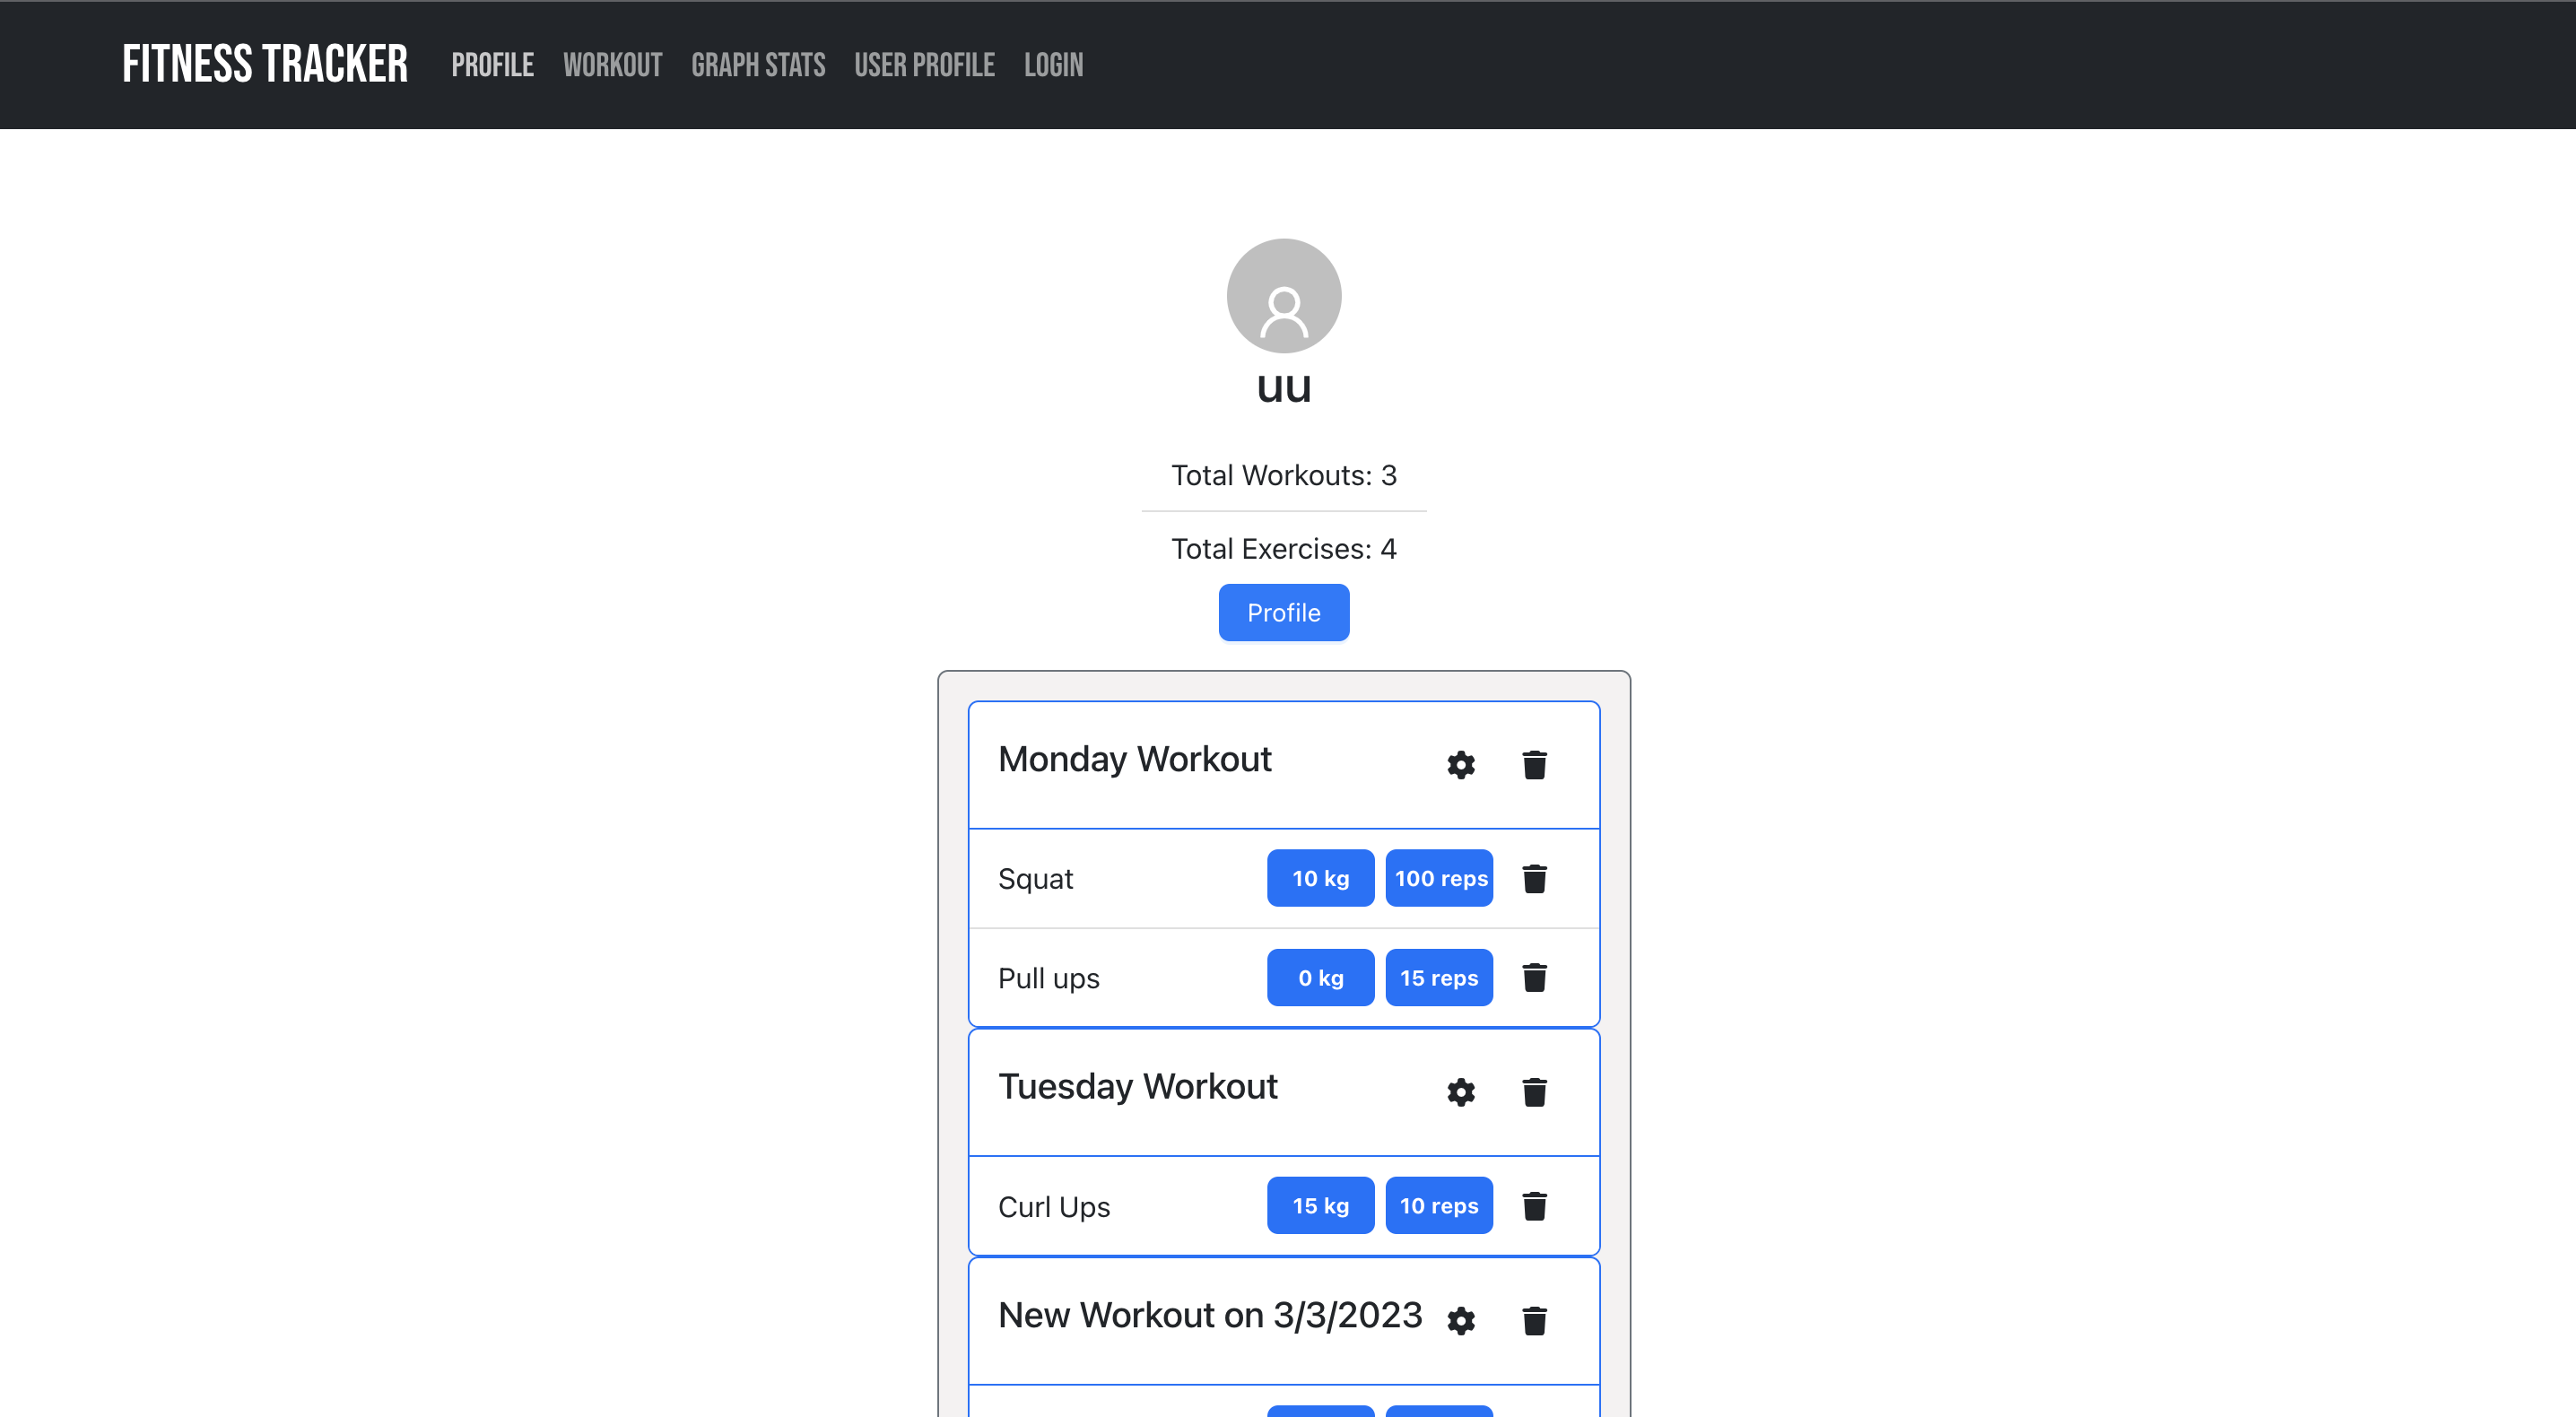 FITNESS TRACKER PROFILE WORKOUT GRAPH STATS USER PROFILE LOGIN
uu
Total Workouts: 3
Total Exercises: 4
Profile
Monday Workout
Squat 10 kg 100 reps
Pull ups 0 kg 15 reps
Tuesday Workout
Curl Ups 15 kg 10 reps
New Workout on 3/3/2023